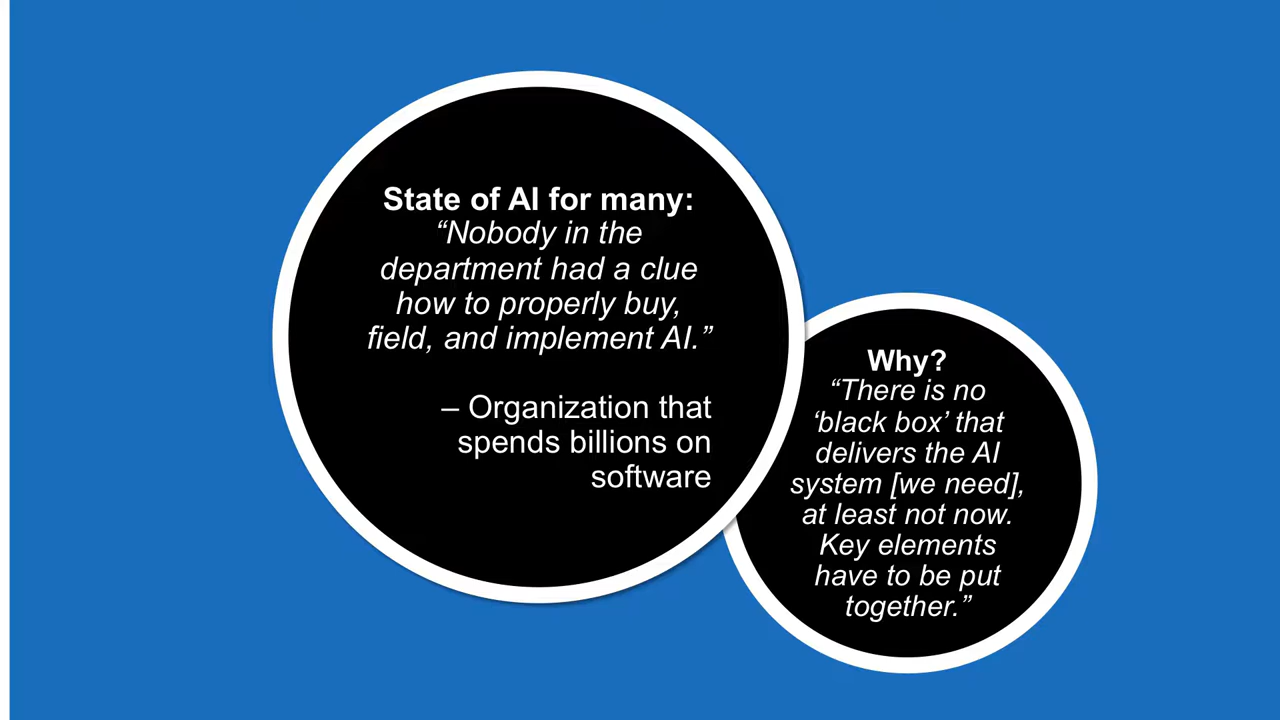 State of AI for many:
“Nobody in the
department had a clue
how to properly buy,
field, and implement AI.”
– Organization that
spends billions on
software
Why?
“There is no
‘black box’ that
delivers the AI
system [we need],
at least not now.
Key elements
have to be put
together.”